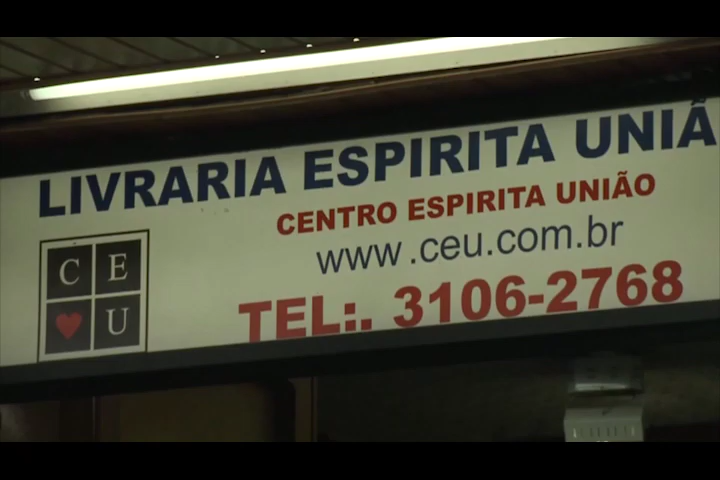 LIVRARIA ESPIRITA UNIÃ
CENTRO ESPIRITA UNIÃO
www.ceu.com.br
TEL:. 3106-2768
C E
U